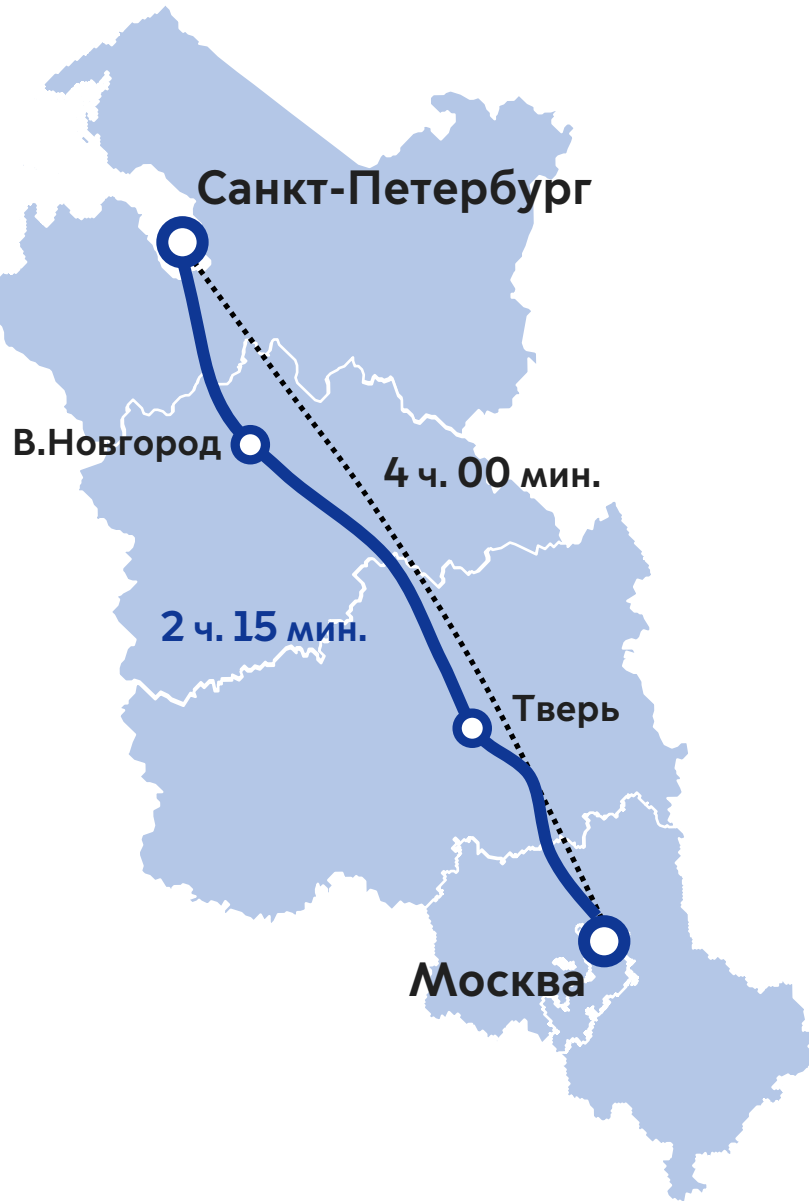 Санкт-Петербург
В.Новгород
4 ч. 00 мин.
2 ч. 15 мин.
Тверь
Москва